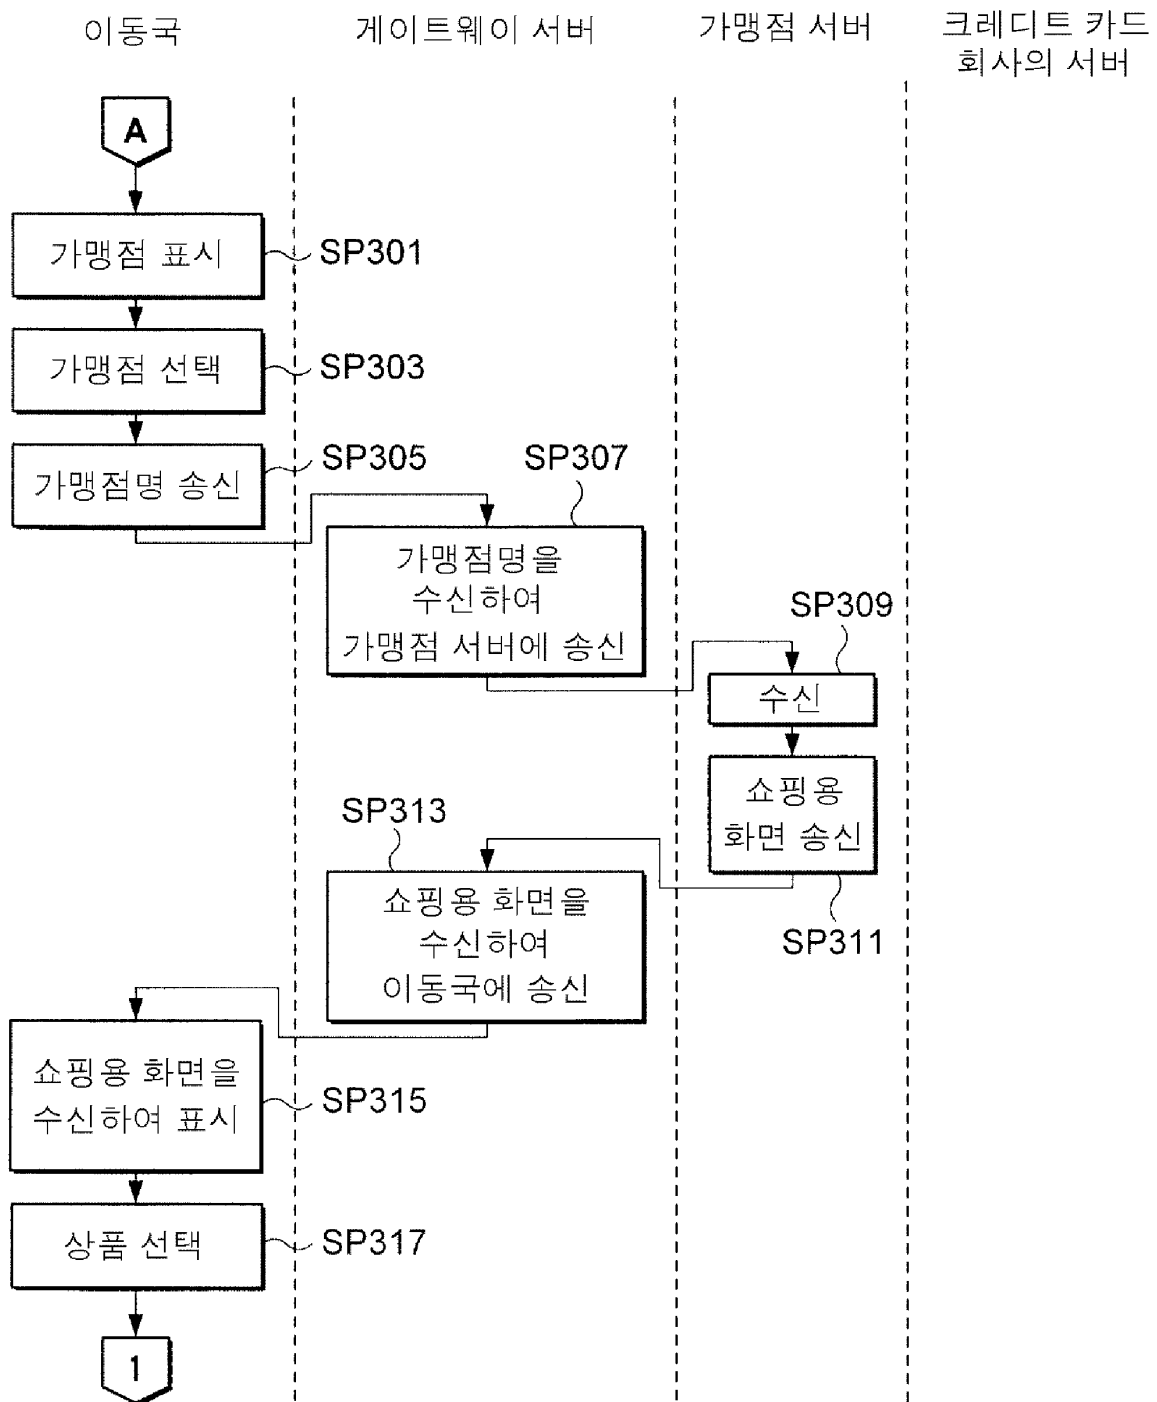 이동국
게이트웨이 서버
가맹점 서버
크레디트 카드
회사의 서버
A
가맹점 표시
SP301
가맹점 선택
SP303
가맹점명 송신
SP305
SP307
가맹점명을
수신하여
가맹점 서버에 송신
SP309
수신
쇼핑용
화면 송신
SP311
SP313
쇼핑용 화면을
수신하여
이동국에 송신
쇼핑용 화면을
수신하여 표시
SP315
상품 선택
SP317
1